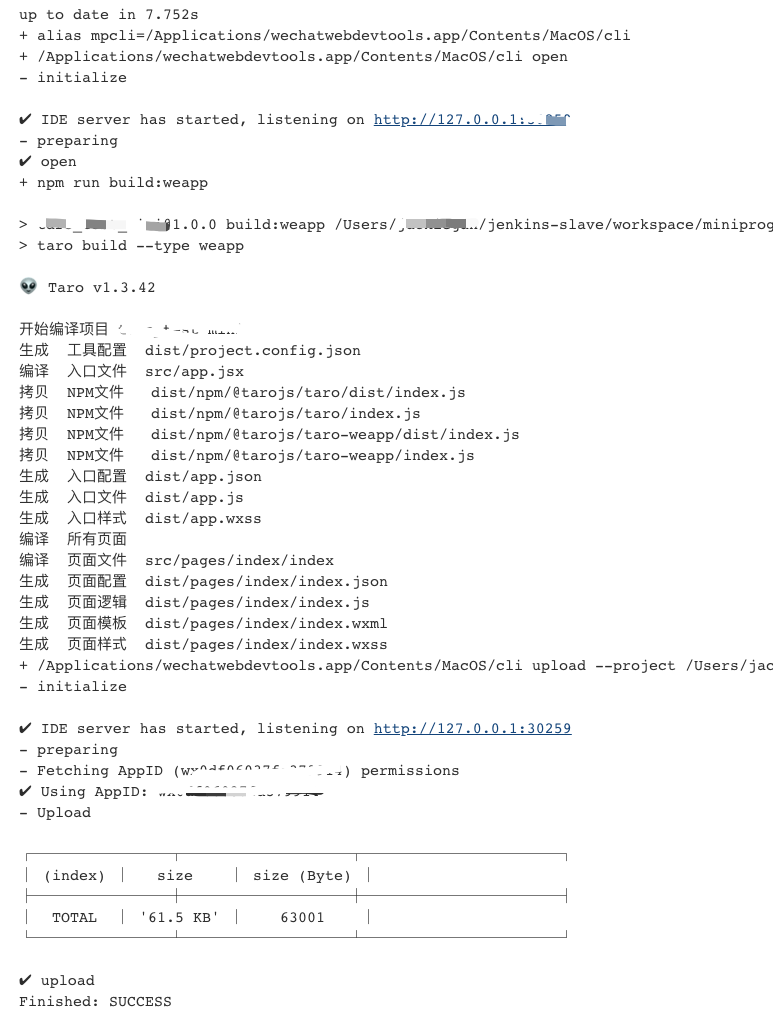 up to date in 7.752s
+ alias mpcli=/Applications/wechatwebdevtools.app/Contents/MacOS/cli
+ /Applications/wechatwebdevtools.app/Contents/MacOS/cli open
- initialize
✔ IDE server has started, listening on http://127.0.0.1:
- preparing
✔ open
+ npm run build:weapp
> 1.0.0 build:weapp /Users/ /jenkins-slave/workspace/miniprog
> taro build --type weapp
👽 Taro v1.3.42
开始编译项目
生成 工具配置 dist/project.config.json
编译 入口文件 src/app.jsx
拷贝 NPM文件 dist/npm/@tarojs/taro/dist/index.js
拷贝 NPM文件 dist/npm/@tarojs/taro/index.js
拷贝 NPM文件 dist/npm/@tarojs/taro-weapp/dist/index.js
拷贝 NPM文件 dist/npm/@tarojs/taro-weapp/index.js
生成 入口配置 dist/app.json
生成 入口文件 dist/app.js
生成 入口样式 dist/app.wxss
编译 所有页面
编译 页面文件 src/pages/index/index
生成 页面配置 dist/pages/index/index.json
生成 页面逻辑 dist/pages/index/index.js
生成 页面模板 dist/pages/index/index.wxml
生成 页面样式 dist/pages/index/index.wxss
+ /Applications/wechatwebdevtools.app/Contents/MacOS/cli upload --project /Users/jac
- initialize
✔ IDE server has started, listening on http://127.0.0.1:30259
- preparing
- Fetching AppID ( ) permissions
✔ Using AppID:
- Upload
(index) size size (Byte)
TOTAL '61.5 KB' 63001
✔ upload
Finished: SUCCESS